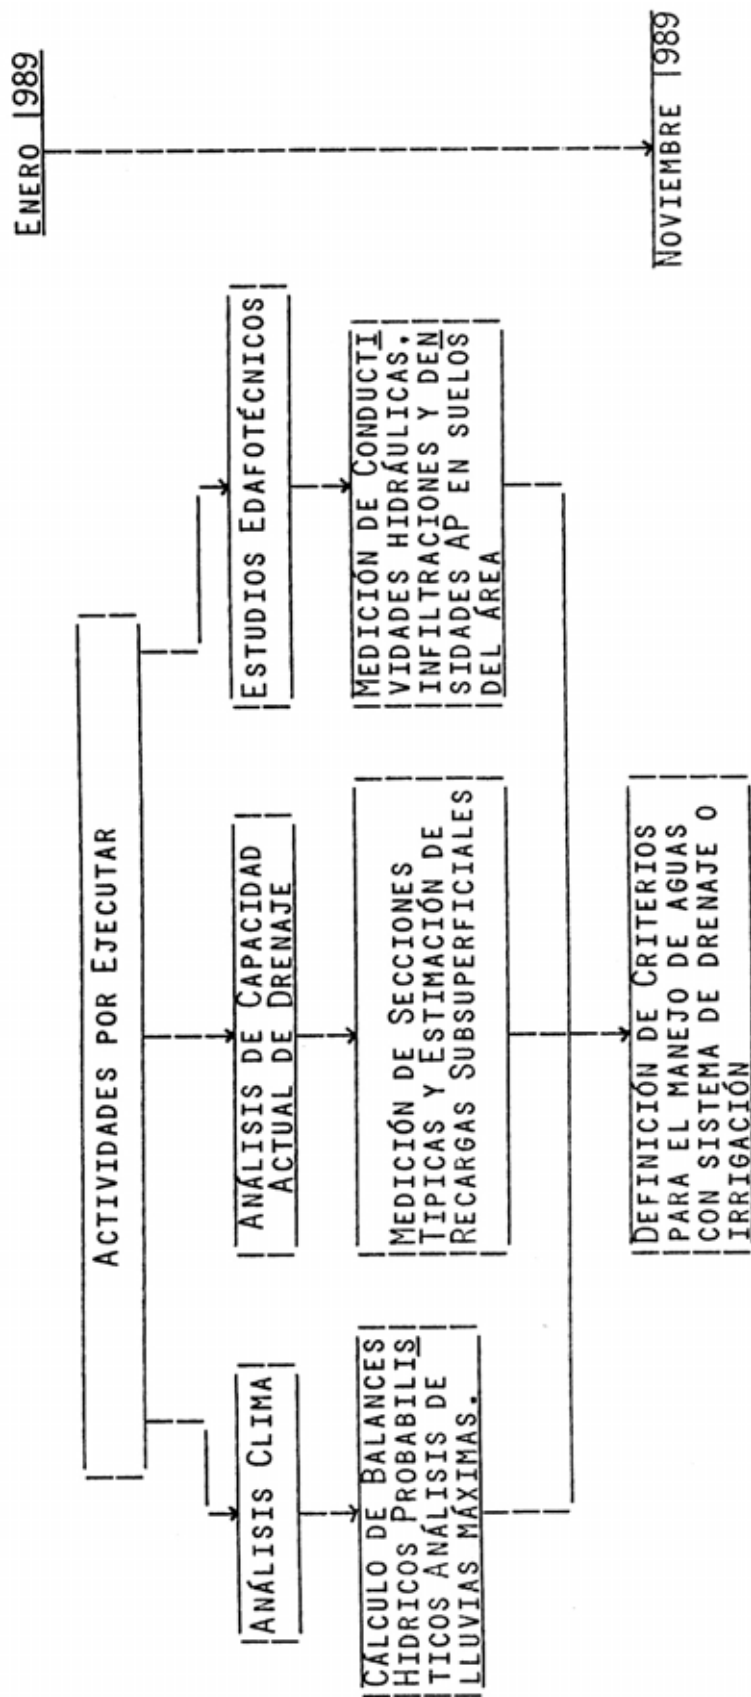 ACTIVIDADES POR EJECUTAR
ENERO 1989
ANÁLISIS CLIMA
ANÁLISIS DE CAPACIDAD
ACTUAL DE DRENAJE
ESTUDIOS EDAFOTÉCNICOS
CÁLCULO DE BALANCES
HIDRICOS PROBABILIS
TICOS ANÁLISIS DE
LLUVIAS MÁXIMAS.
MEDICIÓN DE SECCIONES
TIPICAS Y ESTIMACIÓN DE
RECARGAS SUBSUPERFICIALES
MEDICIÓN DE CONDUCTI
VIDADES HIDRÁULICAS,
INFILTRACIONES Y DEN
SIDADES AP EN SUELOS
DEL ÁREA
DEFINICIÓN DE CRITERIOS
PARA EL MANEJO DE AGUAS
CON SISTEMA DE DRENAJE O
IRRIGACIÓN
NOVIEMBRE 1989